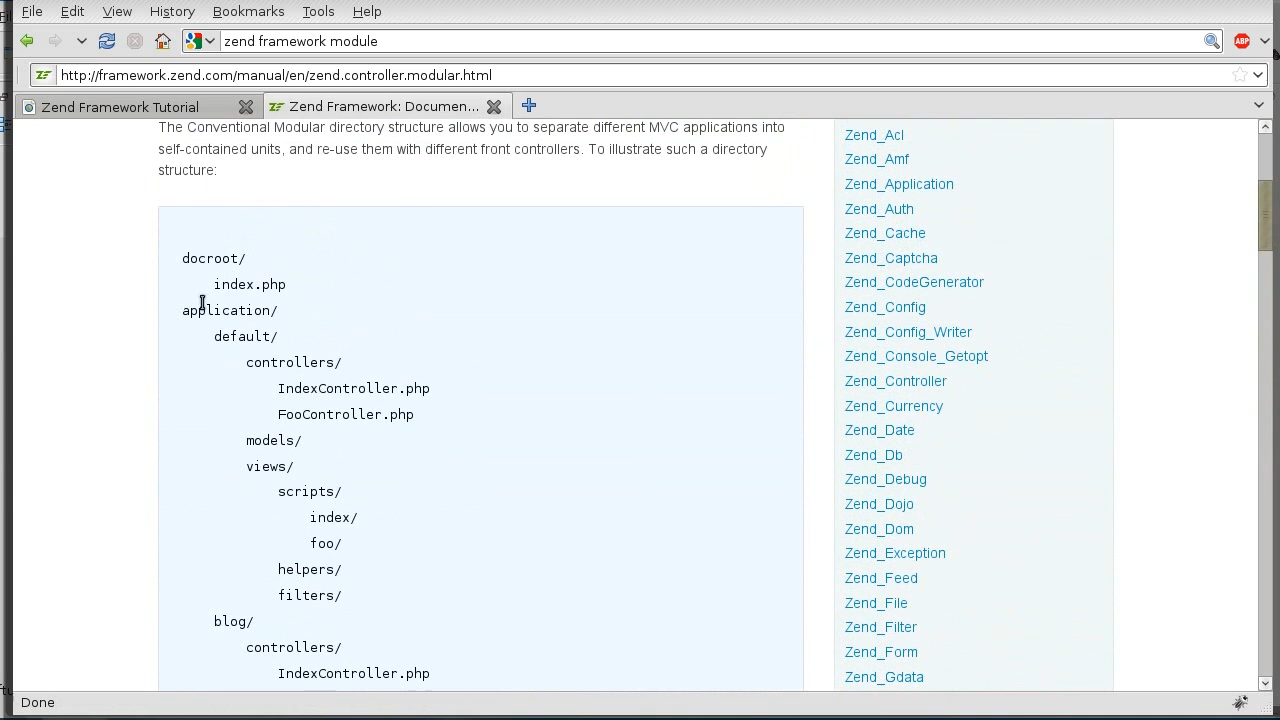 File Edit View History Bookmarks Tools Help
zend framework module
ABP
http://framework.zend.com/manual/en/zend.controller.modular.html
Zend Framework Tutorial
Zend Framework: Documen...
The Conventional Modular directory structure allows you to separate different MVC applications into
self-contained units, and re-use them with different front controllers. To illustrate such a directory
structure:
docroot/
index.php
application/
default/
controllers/
IndexController.php
FooController.php
models/
views/
scripts/
index/
foo/
helpers/
filters/
blog/
controllers/
IndexController.php
Zend_Acl
Zend_Amf
Zend_Application
Zend_Auth
Zend_Cache
Zend_Captcha
Zend_CodeGenerator
Zend_Config
Zend_Config_Writer
Zend_Console_Getopt
Zend_Controller
Zend_Currency
Zend_Date
Zend_Db
Zend_Debug
Zend_Dojo
Zend_Dom
Zend_Exception
Zend_Feed
Zend_File
Zend_Filter
Zend_Form
Zend_Gdata
Done